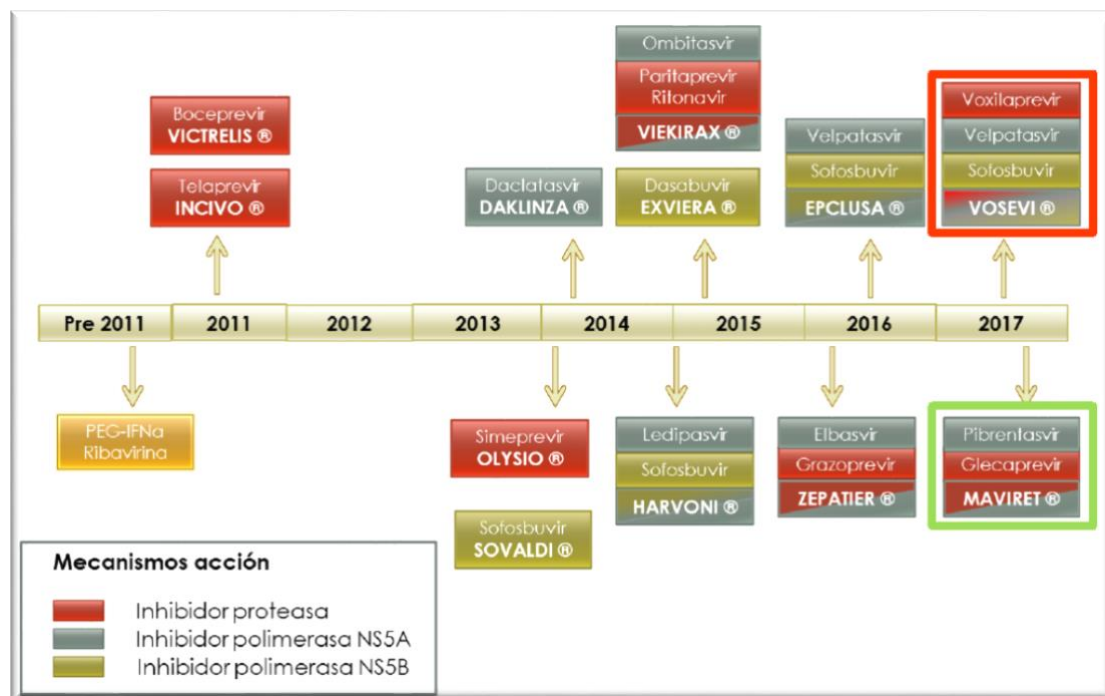 Boceprevir
VICTRELIS ®
Telaprevir
INCIVO ®
Daclatasvir
DAKLINZA ®
Ombitasvir
Paritaprevir
Ritonavir
VIEKIRAX ®
Dasabuvir
EXVIERA ®
Velpatasvir
Sofosbuvir
EPCLUSA ®
Voxilaprevir
Velpatasvir
Sofosbuvir
VOSEVI ®
Pre 2011 2011 2012 2013 2014 2015 2016 2017
PEG-IFNa
Ribavirina
Simeprevir
OLYSIO ®
Sofosbuvir
SOVALDI ®
Ledipasvir
Sofosbuvir
HARVONI ®
Elbasvir
Grazoprevir
ZEPATIER ®
Pibrentasvir
Glecaprevir
MAVIRET ®
Mecanismos acción
Inhibidor proteasa
Inhibidor polimerasa NS5A
Inhibidor polimerasa NS5B